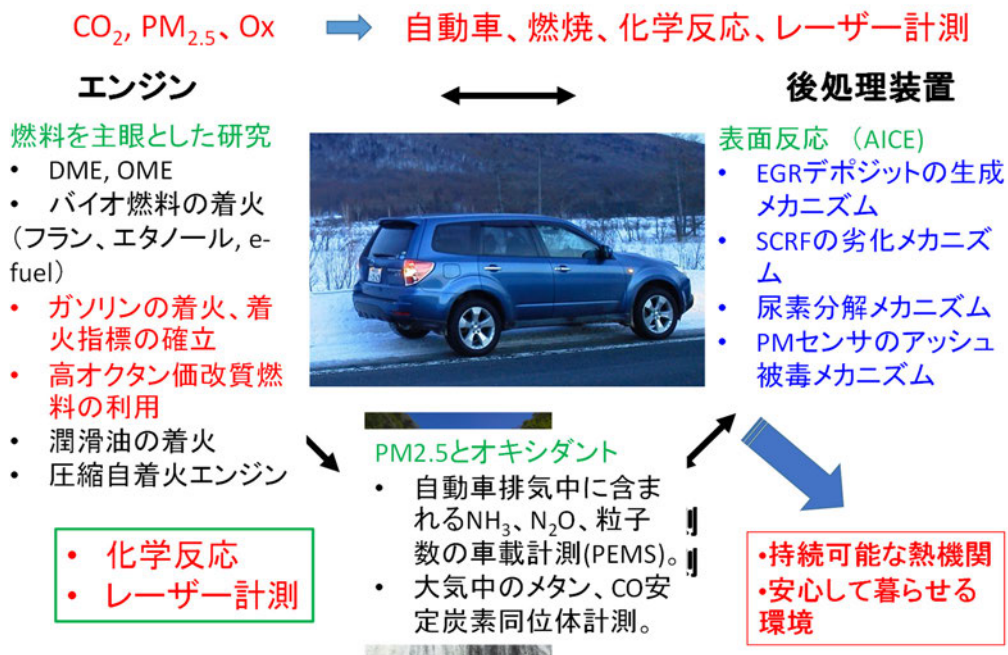 CO2, PM2.5、Ox
自動車、燃焼、化学反応、レーザー計測
エンジン
後処理装置
燃料を主眼とした研究
• DME, OME
• バイオ燃料の着火
（フラン、エタノール, e-
fuel）
• ガソリンの着火、着
火指標の確立
• 高オクタン価改質燃
料の利用
• 潤滑油の着火
• 圧縮自着火エンジン
表面反応 （AICE)
• EGRデポジットの生成
メカニズム
• SCRFの劣化メカニズ
ム
• 尿素分解メカニズム
• PMセンサのアッシュ
被毒メカニズム
PM2.5とオキシダント
• 自動車排気中に含ま
れるNH3、N2O、粒子
数の車載計測(PEMS)。
• 大気中のメタン、CO安
定炭素同位体計測。
• 化学反応
• レーザー計測
•持続可能な熱機関
•安心して暮らせる
環境